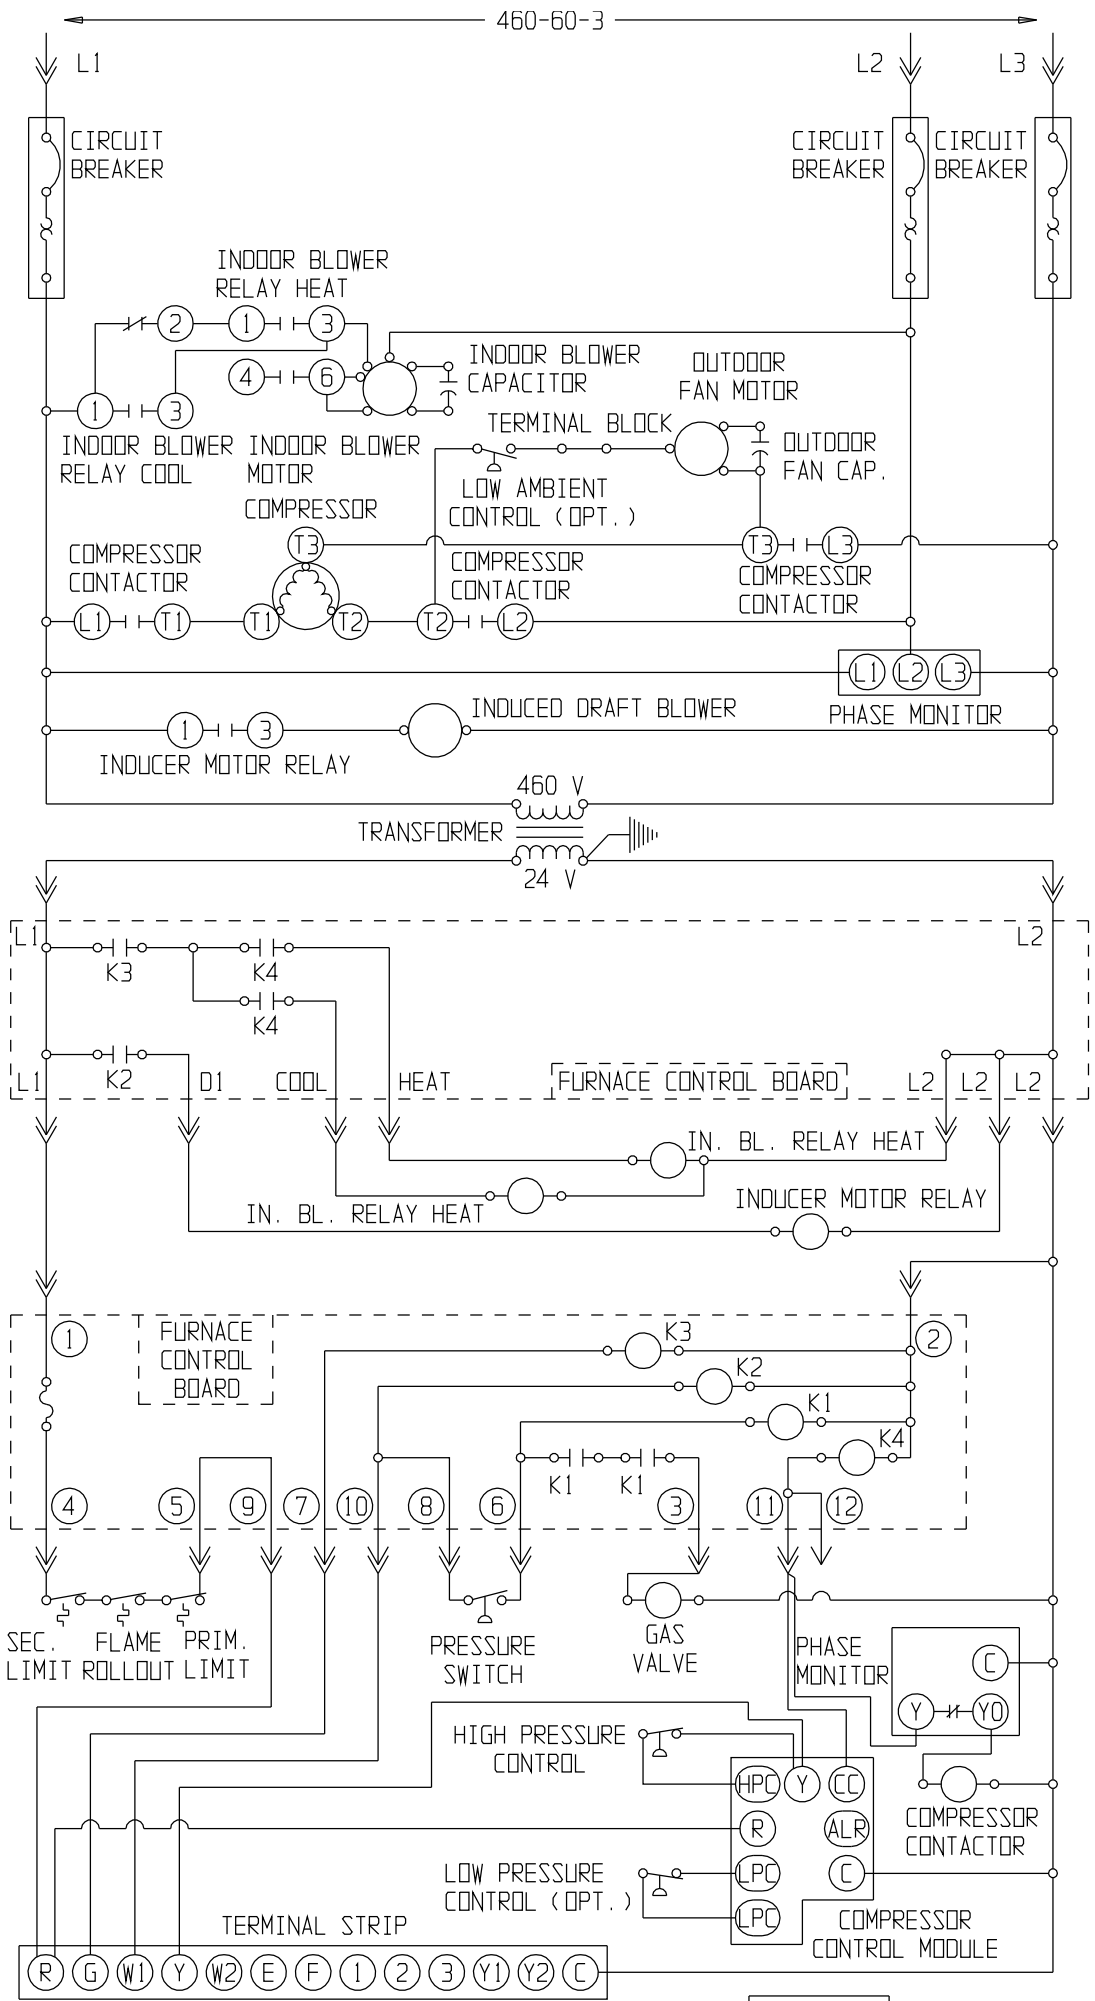 460-60-3
L1
L2
L3
CIRCUIT
BREAKER
CIRCUIT
BREAKER
CIRCUIT
BREAKER
INDOOR BLOWER
RELAY HEAT
2
1
3
4
6
INDOOR BLOWER
CAPACITOR
OUTDOOR
FAN MOTOR
1
3
INDOOR BLOWER
RELAY COOL
INDOOR BLOWER
MOTOR
TERMINAL BLOCK
OUTDOOR
FAN CAP.
LOW AMBIENT
CONTROL (OPT.)
COMPRESSOR
T3
T3
L3
COMPRESSOR
CONTACTOR
COMPRESSOR
CONTACTOR
COMPRESSOR
CONTACTOR
L1
T1
T1
T2
T2
L2
L1
L2
L3
PHASE MONITOR
INDUCED DRAFT BLOWER
1
3
INDUCER MOTOR RELAY
460 V
TRANSFORMER
24 V
L1
L2
K3
K4
K4
K2
L1
D1
COOL
HEAT
FURNACE CONTROL BOARD
L2
L2
L2
IN. BL. RELAY HEAT
IN. BL. RELAY HEAT
INDUCER MOTOR RELAY
1
FURNACE
CONTROL
BOARD
K3
2
K2
K1
K4
K1
K1
4
5
9
7
10
8
6
3
11
12
SEC.
LIMIT
FLAME
ROLLOUT
PRIM.
LIMIT
PRESSURE
SWITCH
GAS
VALVE
PHASE
MONITOR
C
Y
YO
HIGH PRESSURE
CONTROL
HPC
Y
CC
COMPRESSOR
CONTACTOR
R
ALR
LOW PRESSURE
CONTROL (OPT.)
LPC
C
LPC
COMPRESSOR
CONTROL MODULE
TERMINAL STRIP
R
G
W1
Y
W2
E
F
1
2
3
Y1
Y2
C